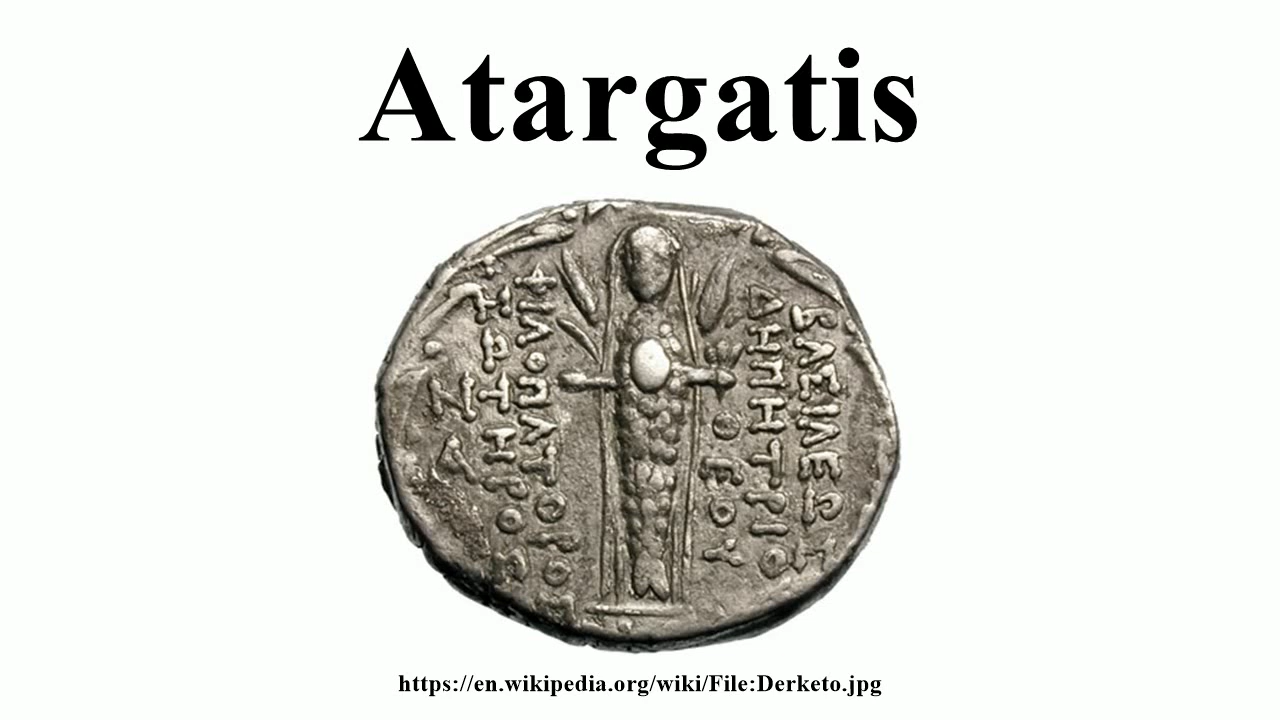 Atargatis
ΒΑΣΙΛΕΩΣ
ΔΗΜΗΤΡΙΟΥ
ΘΕΟΥ
ΦΙΛΟΠΑΤΟΡΟΣ
ΣΩΤΗΡΟΣ
https://en.wikipedia.org/wiki/File:Derketo.jpg